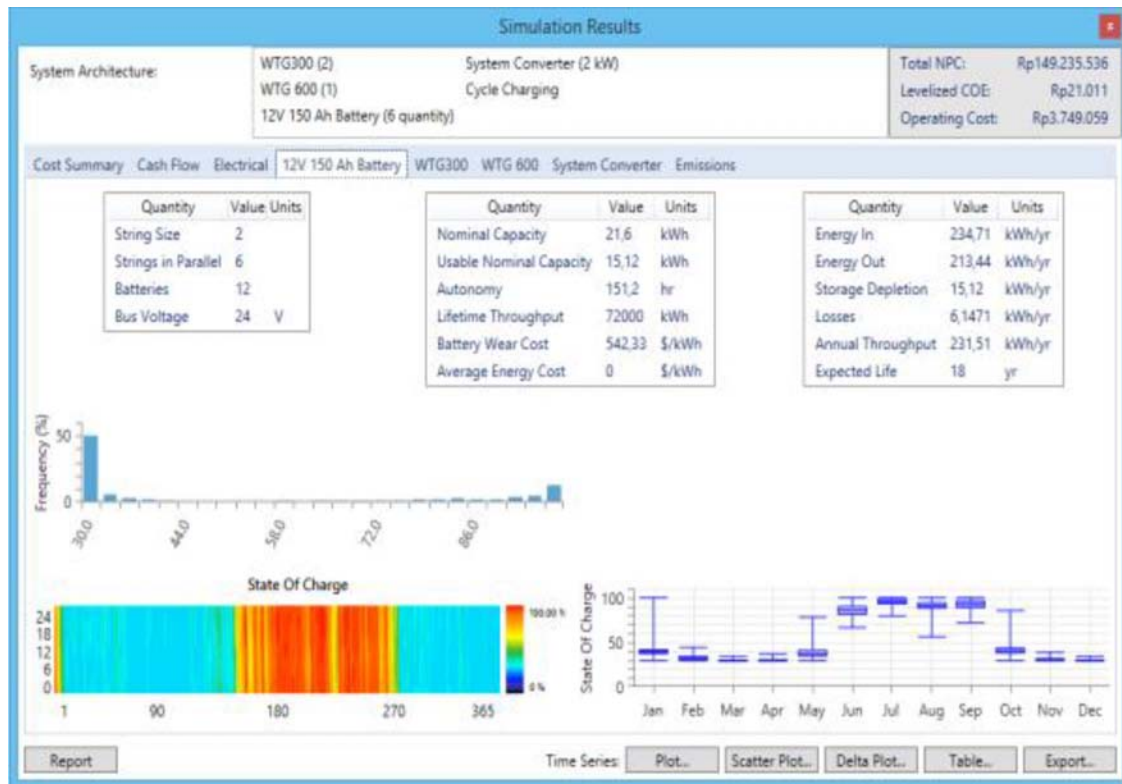 Simulation Results
x
System Architecture:
WTG300 (2) System Converter (2 kW)
WTG 600 (1) Cycle Charging
12V 150 Ah Battery (6 quantity)
Total NPC: Rp149.235.536
Levelized COE: Rp21.011
Operating Cost: Rp3.749.059
Cost Summary Cash Flow Electrical 12V 150 Ah Battery WTG300 WTG 600 System Converter Emissions
Quantity Value Units
String Size 2
Strings in Parallel 6
Batteries 12
Bus Voltage 24 V
Quantity Value Units
Nominal Capacity 21,6 kWh
Usable Nominal Capacity 15,12 kWh
Autonomy 151,2 hr
Lifetime Throughput 72000 kWh
Battery Wear Cost 542,33 $/kWh
Average Energy Cost 0 $/kWh
Quantity Value Units
Energy In 234,71 kWh/yr
Energy Out 213,44 kWh/yr
Storage Depletion 15,12 kWh/yr
Losses 6,1471 kWh/yr
Annual Throughput 231,51 kWh/yr
Expected Life 18 yr
Frequency (%)
50
0
30.0 44.0 58.0 72.0 86.0
State Of Charge
24
18
12
6
0
1 90 180 270 365
100.00 %
0 %
State Of Charge
100
50
0
Jan Feb Mar Apr May Jun Jul Aug Sep Oct Nov Dec
Report Time Series: Plot... Scatter Plot... Delta Plot... Table... Export...